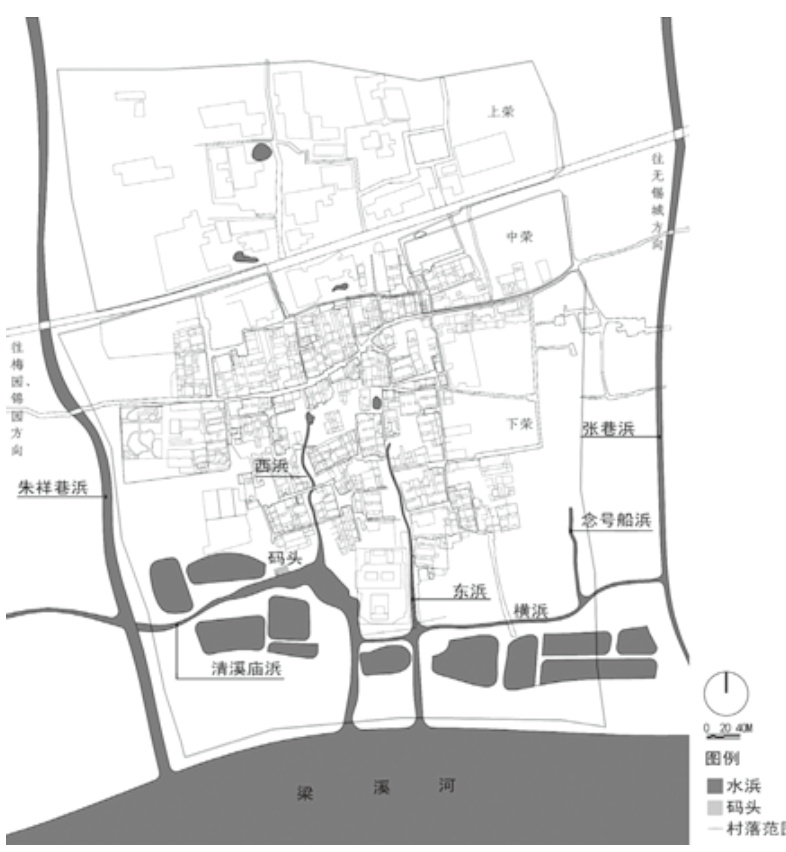 上荣
往无锡城方向
中荣
往梅园、锡园方向
下荣
张巷浜
西浜
朱祥巷浜
念号船浜
码头
东浜
横浜
清溪庙浜
0 20 40M
梁溪河
图例
水浜
码头
村落范围